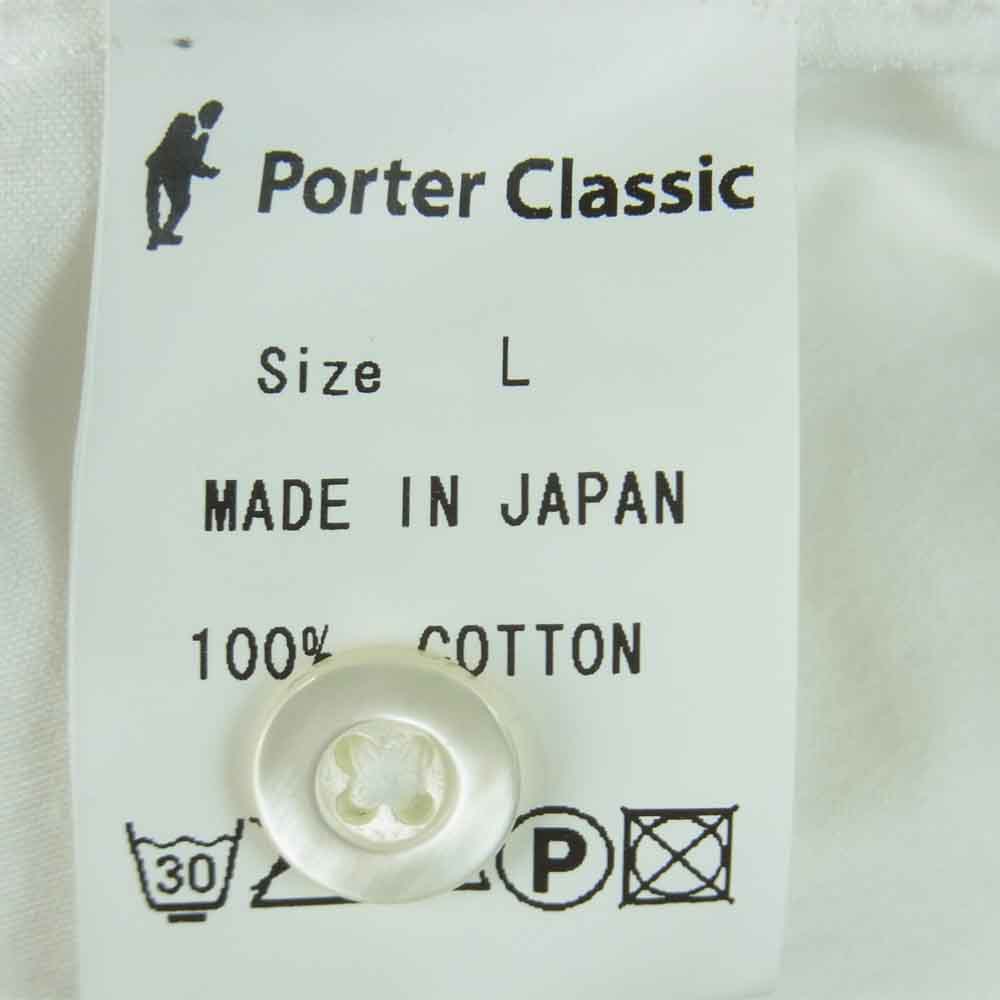 Porter Classic
Size L
MADE IN JAPAN
100% COTTON
30 P